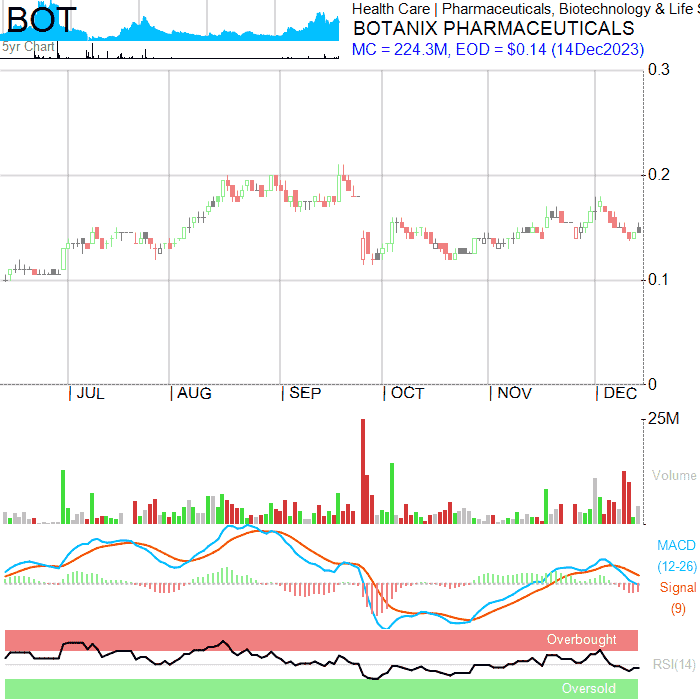 BOT
5yr Chart
Health Care | Pharmaceuticals, Biotechnology & Life S
BOTANIX PHARMACEUTICALS
MC = 224.3M, EOD = $0.14 (14Dec2023)
0.3
0.2
0.1
0
JUL
AUG
SEP
OCT
NOV
DEC
25M
Volume
MACD
(12-26)
Signal
(9)
Overbought
RSI(14)
Oversold